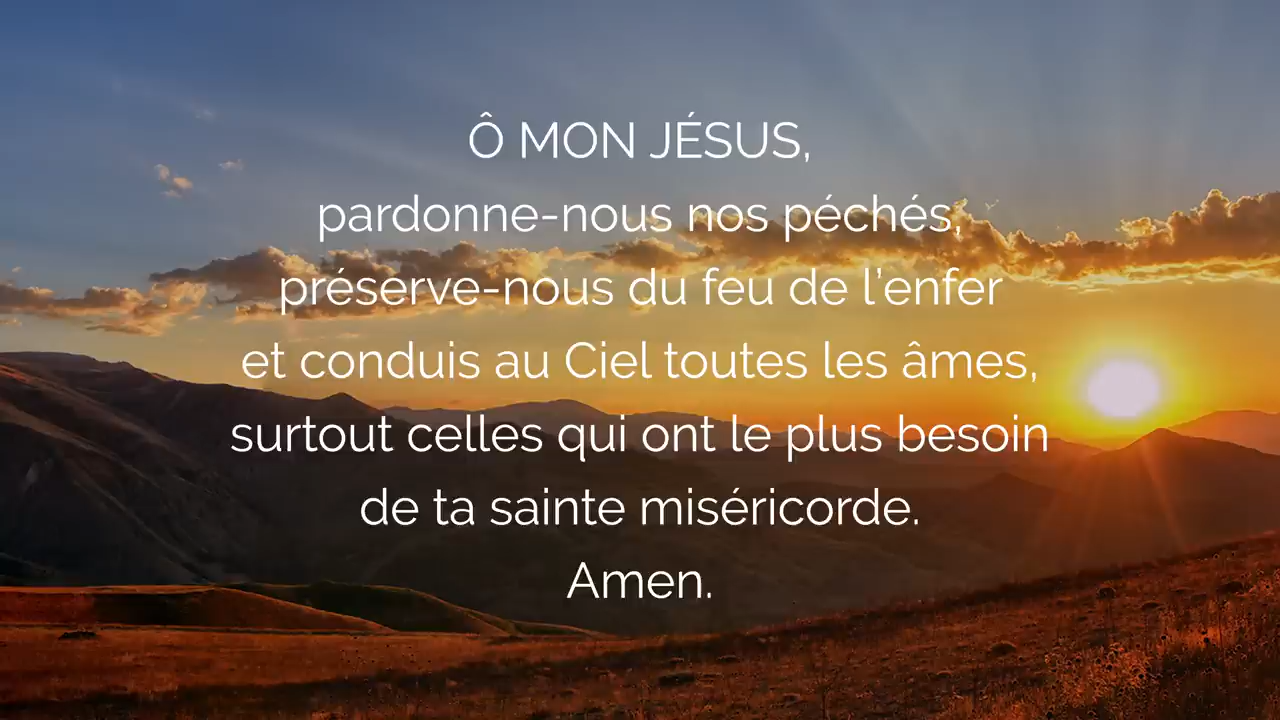 Ô MON JÉSUS,
pardonne-nous nos péchés,
préserve-nous du feu de l’enfer
et conduis au Ciel toutes les âmes,
surtout celles qui ont le plus besoin
de ta sainte miséricorde.
Amen.